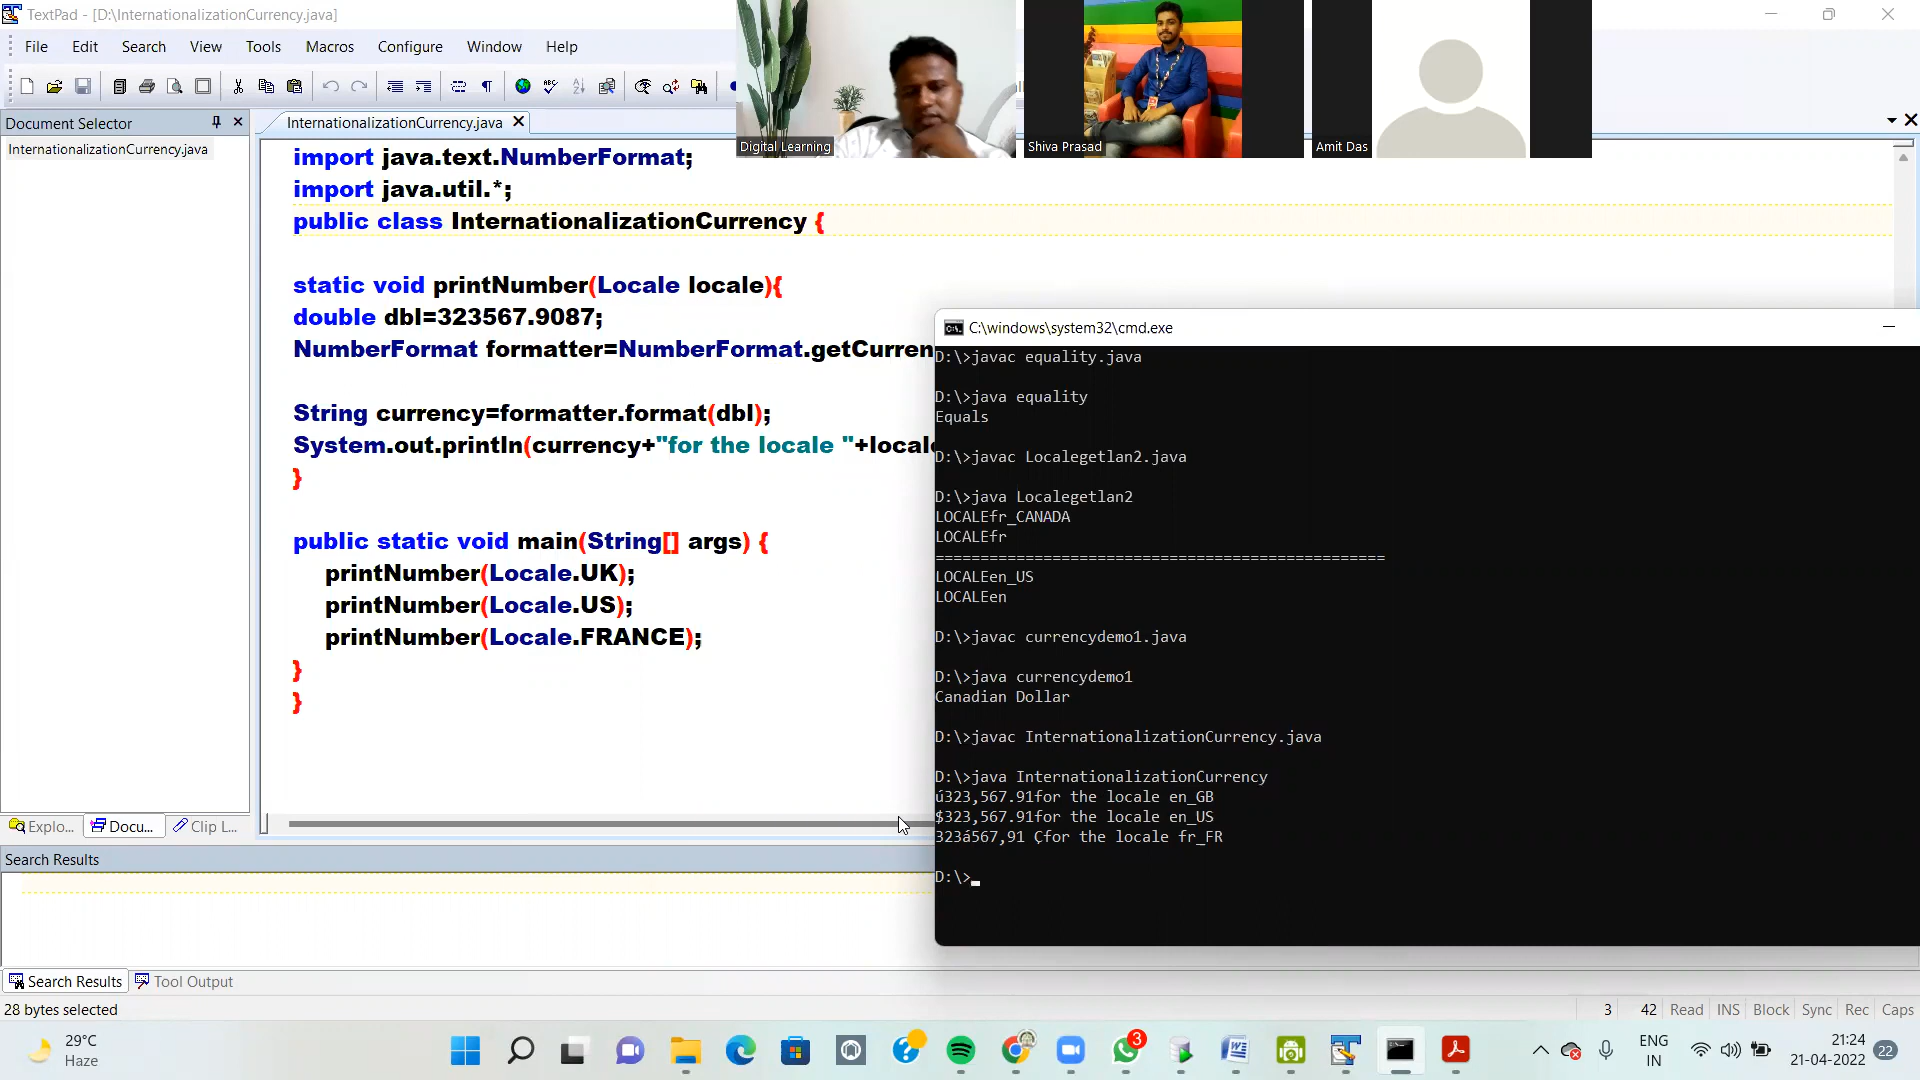 TextPad - [D:\InternationalizationCurrency.java]
File Edit Search View Tools Macros Configure Window Help
Digital Learning
Shiva Prasad
Amit Das
Document Selector
InternationalizationCurrency.java
InternationalizationCurrency.java
import java.text.NumberFormat;
import java.util.*;
public class InternationalizationCurrency {
static void printNumber(Locale locale){
double dbl=323567.9087;
NumberFormat formatter=NumberFormat.getCurren
String currency=formatter.format(dbl);
System.out.println(currency+"for the locale "+locale
}
public static void main(String[] args) {
printNumber(Locale.UK);
printNumber(Locale.US);
printNumber(Locale.FRANCE);
}
}
C:\windows\system32\cmd.exe
D:\>javac equality.java
D:\>java equality
Equals
D:\>javac Localegetlan2.java
D:\>java Localegetlan2
LOCALEfr_CANADA
LOCALEfr
==================================================
LOCALEen_US
LOCALEen
D:\>javac currencydemo1.java
D:\>java currencydemo1
Canadian Dollar
D:\>javac InternationalizationCurrency.java
D:\>java InternationalizationCurrency
ú323,567.91for the locale en_GB
$323,567.91for the locale en_US
323á567,91 Çfor the locale fr_FR
D:\>
Explo... Docu... Clip L...
Search Results
Search Results Tool Output
28 bytes selected
3 42 Read INS Block Sync Rec Caps
29°C
Haze
3
ENG
IN
21:24
21-04-2022
22